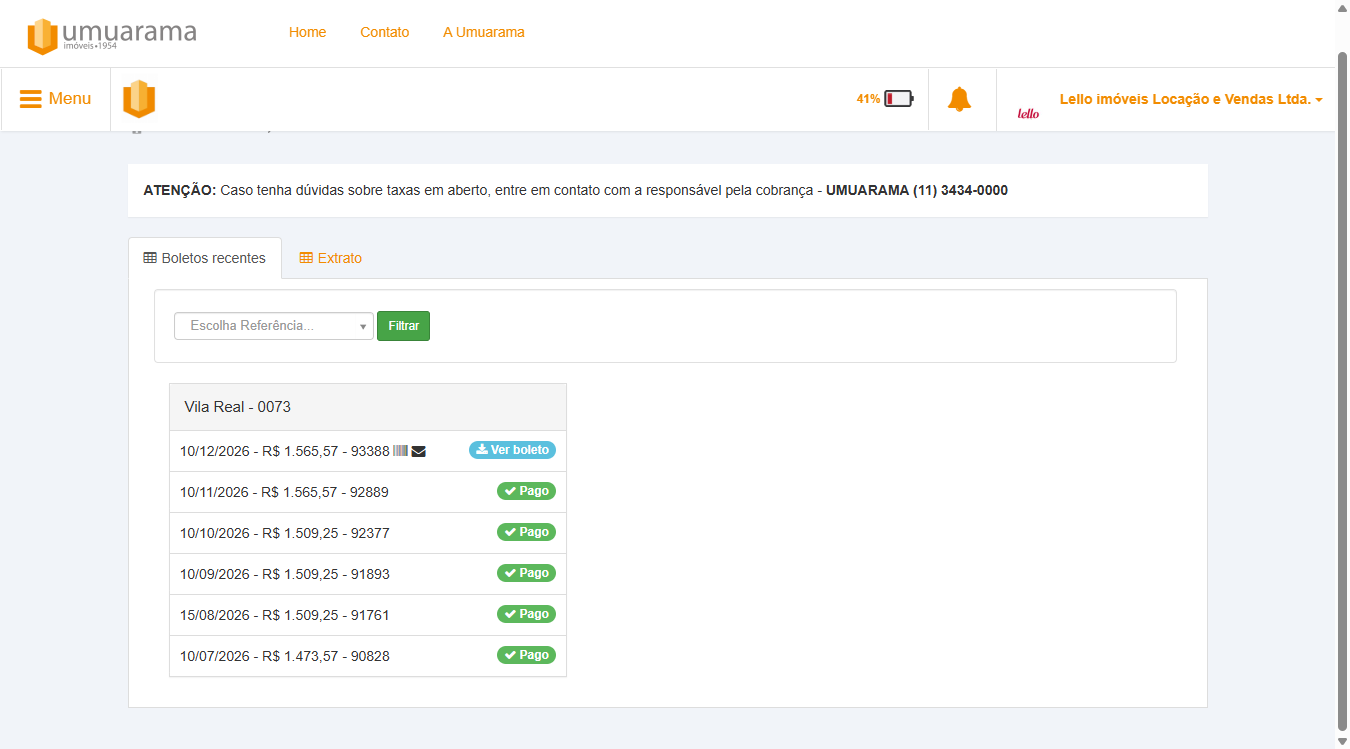 umuarama
imóveis•1954
Home Contato A Umuarama
Menu
41%
lello
Lello imóveis Locação e Vendas Ltda.
ATENÇÃO: Caso tenha dúvidas sobre taxas em aberto, entre em contato com a responsável pela cobrança - UMUARAMA (11) 3434-0000
Boletos recentes Extrato
Escolha Referência... Filtrar
Vila Real - 0073
10/12/2026 - R$ 1.565,57 - 93388 Ver boleto
10/11/2026 - R$ 1.565,57 - 92889 Pago
10/10/2026 - R$ 1.509,25 - 92377 Pago
10/09/2026 - R$ 1.509,25 - 91893 Pago
15/08/2026 - R$ 1.509,25 - 91761 Pago
10/07/2026 - R$ 1.473,57 - 90828 Pago